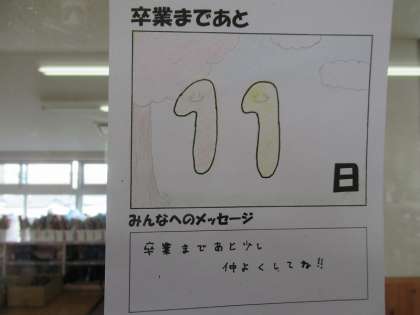 卒業まであと
11
日
みんなへのメッセージ
卒業まであと少し
仲よくしてね!!